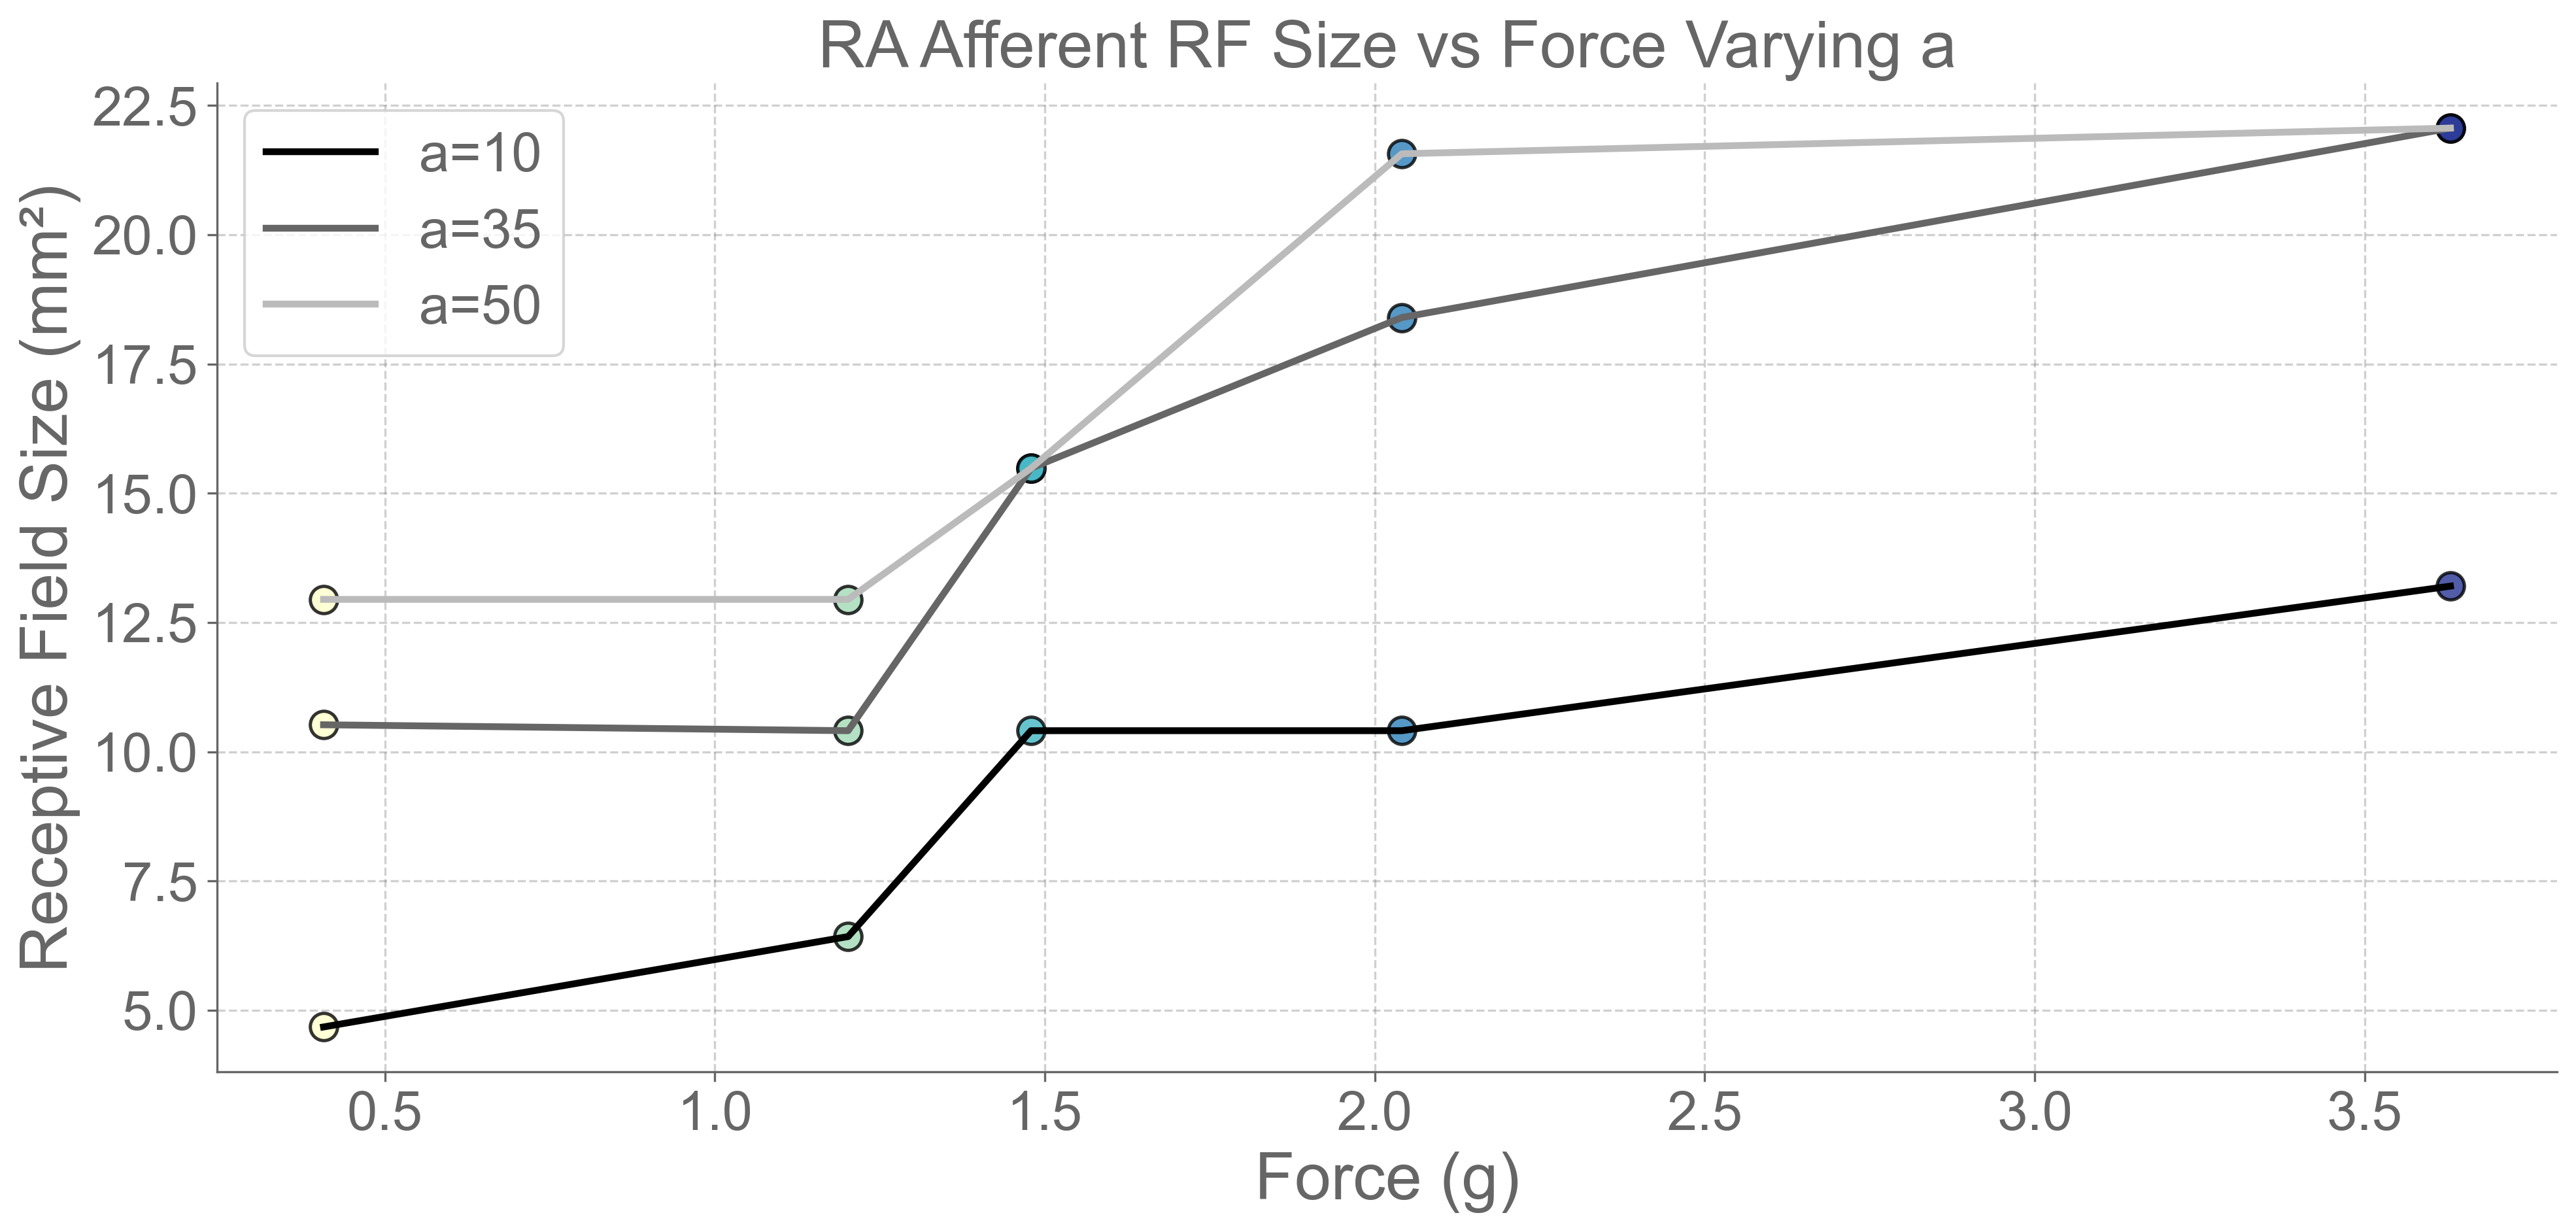 RA Afferent RF Size vs Force Varying a
Receptive Field Size (mm²)
22.5
20.0
17.5
15.0
12.5
10.0
7.5
5.0
a=10
a=35
a=50
0.5 1.0 1.5 2.0 2.5 3.0 3.5
Force (g)